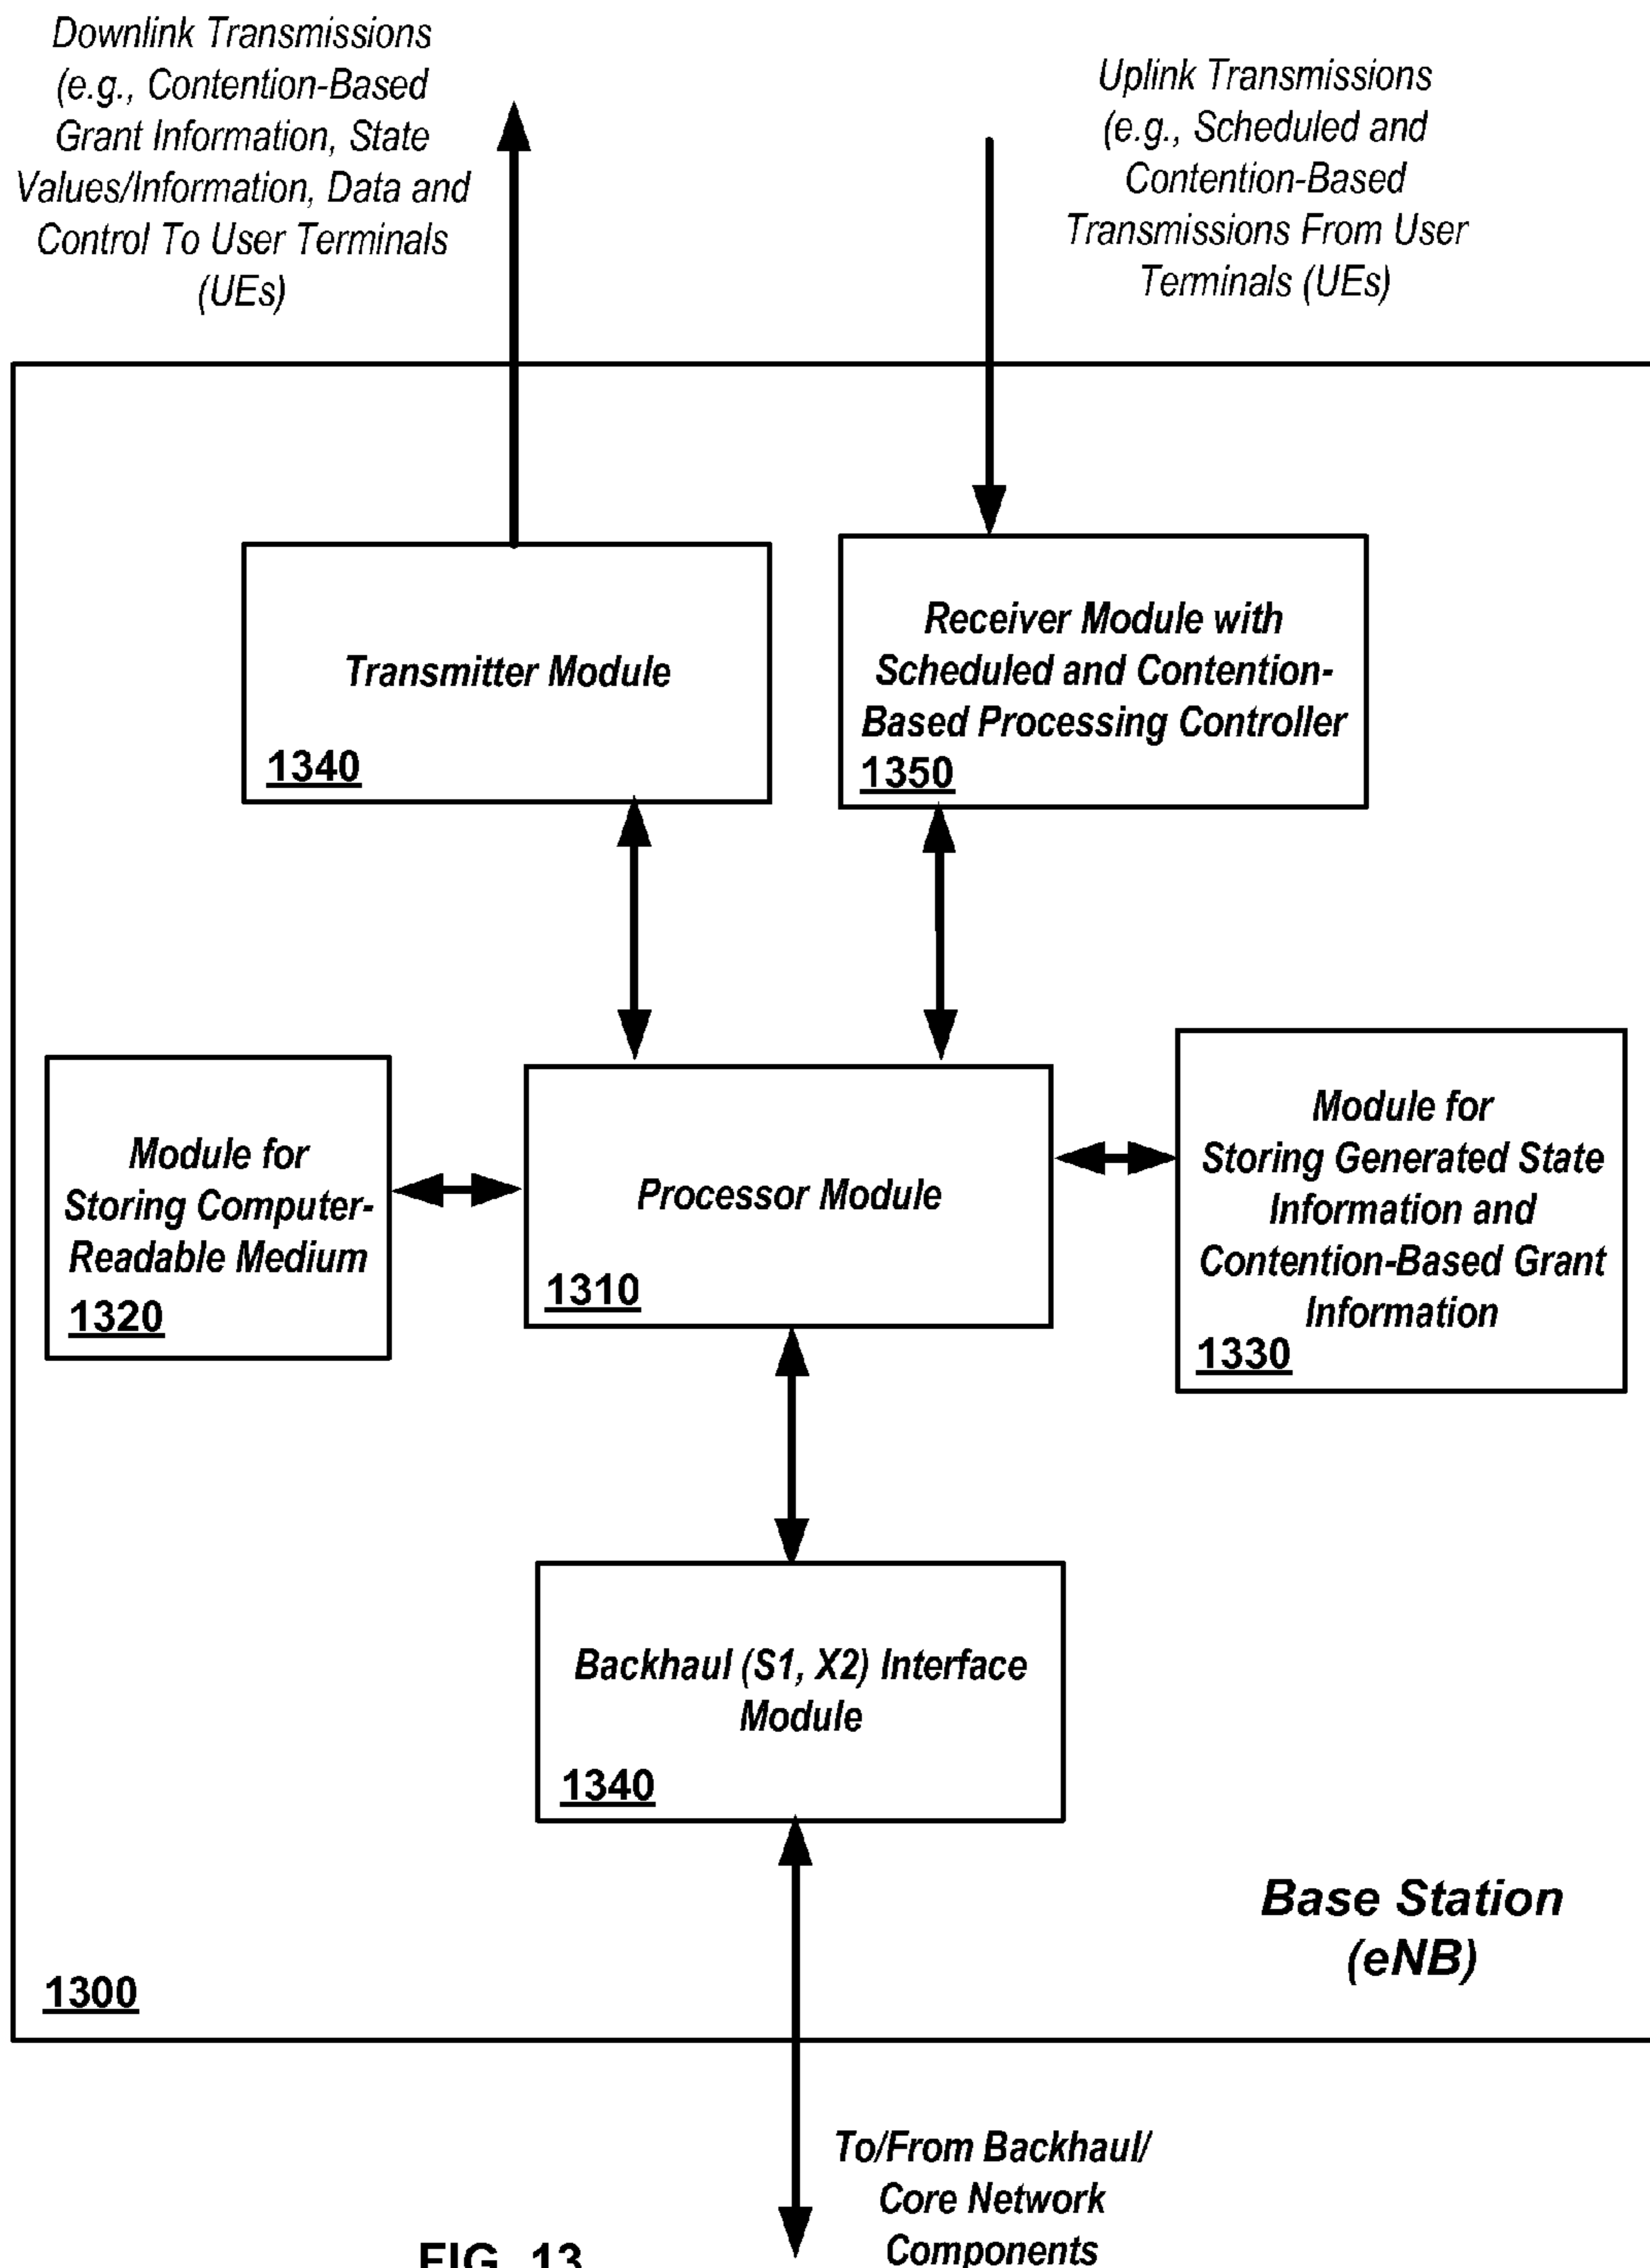 Downlink Transmissions
(e.g., Contention-Based
Grant Information, State
Values/Information, Data and
Control To User Terminals
(UEs)
Uplink Transmissions
(e.g., Scheduled and
Contention-Based
Transmissions From User
Terminals (UEs)
Transmitter Module
1340
Receiver Module with
Scheduled and Contention-
Based Processing Controller
1350
Module for
Storing Computer-
Readable Medium
1320
Processor Module
1310
Module for
Storing Generated State
Information and
Contention-Based Grant
Information
1330
Backhaul (S1, X2) Interface
Module
1340
Base Station
(eNB)
1300
To/From Backhaul/
Core Network
Components
FIG. 13